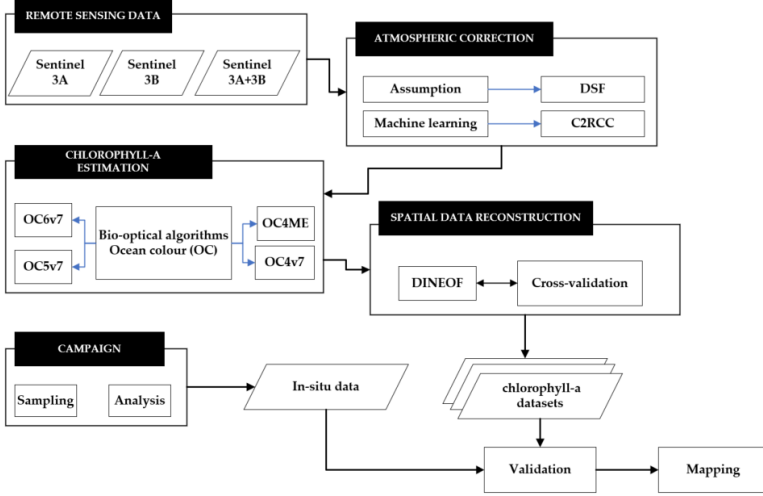 REMOTE SENSING DATA
Sentinel
3A
Sentinel
3B
Sentinel
3A+3B
ATMOSPHERIC CORRECTION
Assumption
DSF
Machine learning
C2RCC
CHLOROPHYLL-A
ESTIMATION
OC6v7
OC5v7
Bio-optical algorithms
Ocean colour (OC)
OC4ME
OC4v7
SPATIAL DATA RECONSTRUCTION
DINEOF
Cross-validation
CAMPAIGN
Sampling
Analysis
In-situ data
chlorophyll-a
datasets
Validation
Mapping